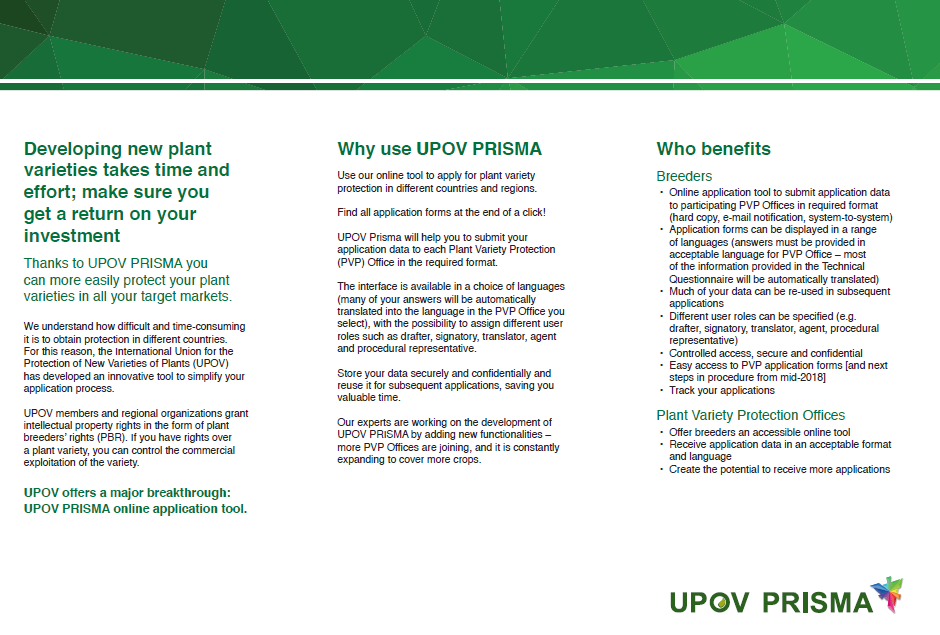 Developing new plant
varieties takes time and
effort; make sure you
get a return on your
investment
Thanks to UPOV PRISMA you
can more easily protect your plant
varieties in all your target markets.
We understand how difficult and time-consuming
it is to obtain protection in different countries.
For this reason, the International Union for the
Protection of New Varieties of Plants (UPOV)
has developed an innovative tool to simplify your
application process.
UPOV members and regional organizations grant
intellectual property rights in the form of plant
breeders' rights (PBR). If you have rights over
a plant variety, you can control the commercial
exploitation of the variety.
UPOV offers a major breakthrough:
UPOV PRISMA online application tool.
Why use UPOV PRISMA
Use our online tool to apply for plant variety
protection in different countries and regions.
Find all application forms at the end of a click!
UPOV Prisma will help you to submit your
application data to each Plant Variety Protection
(PVP) Office in the required format.
The interface is available in a choice of languages
(many of your answers will be automatically
translated into the language in the PVP Office you
select), with the possibility to assign different user
roles such as drafter, signatory, translator, agent
and procedural representative.
Store your data securely and confidentially and
reuse it for subsequent applications, saving you
valuable time.
Our experts are working on the development of
UPOV PRISMA by adding new functionalities –
more PVP Offices are joining, and it is constantly
expanding to cover more crops.
Who benefits
Breeders
· Online application tool to submit application data
to participating PVP Offices in required format
(hard copy, e-mail notification, system-to-system)
· Application forms can be displayed in a range
of languages (answers must be provided in
acceptable language for PVP Office – most
of the information provided in the Technical
Questionnaire will be automatically translated)
· Much of your data can be re-used in subsequent
applications
· Different user roles can be specified (e.g.
drafter, signatory, translator, agent, procedural
representative)
· Controlled access, secure and confidential
· Easy access to PVP application forms [and next
steps in procedure from mid-2018]
· Track your applications
Plant Variety Protection Offices
· Offer breeders an accessible online tool
· Receive application data in an acceptable format
and language
· Create the potential to receive more applications
UPOV PRISMA